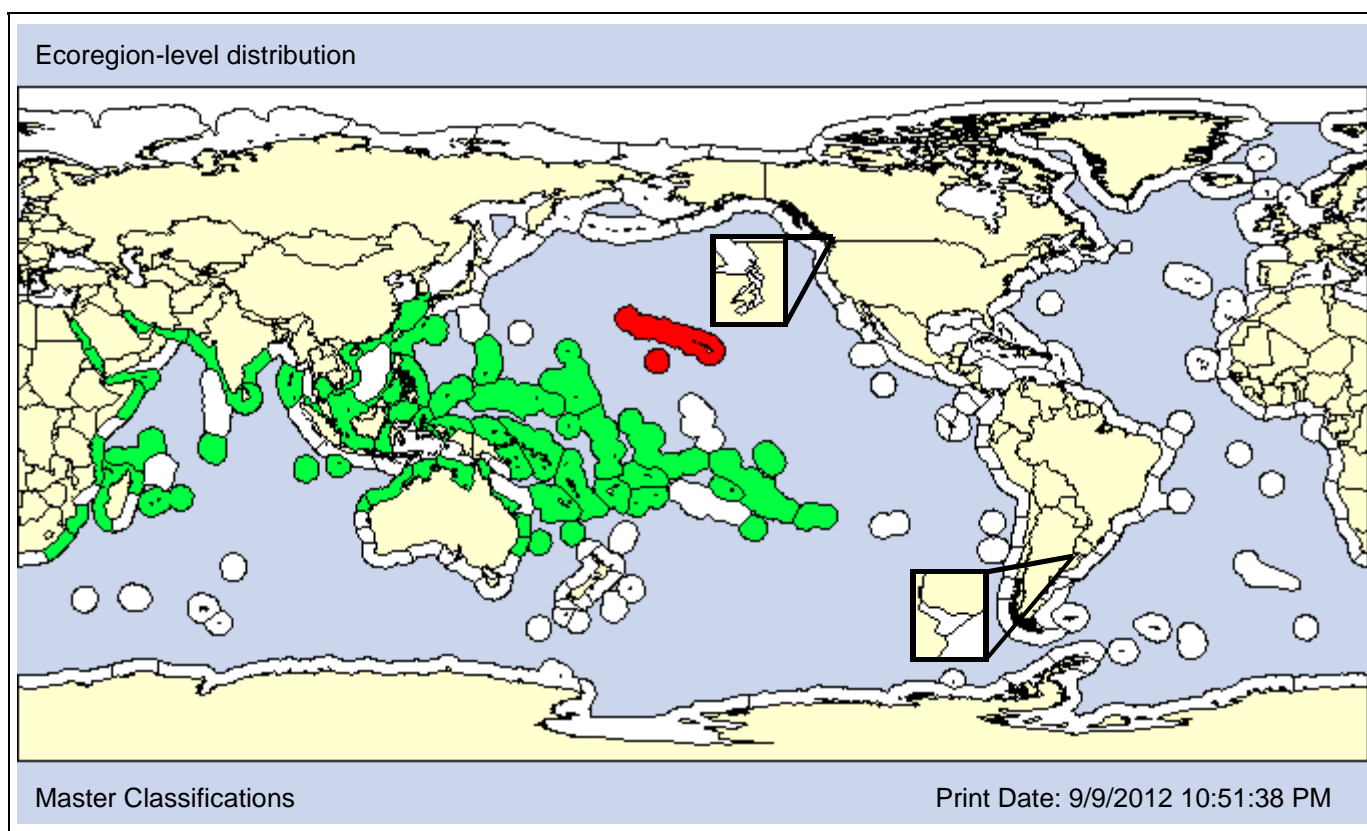 Ecoregion-level distribution
Master Classifications
Print Date: 9/9/2012 10:51:38 PM